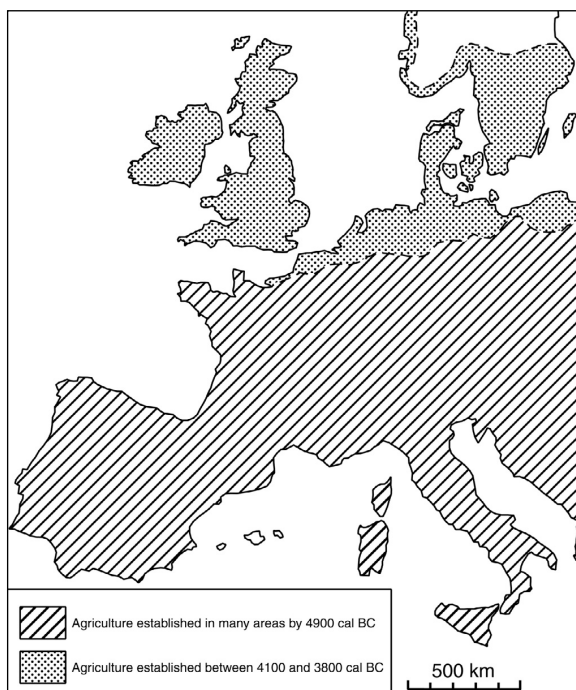 Agriculture established in many areas by 4900 cal BC
Agriculture established between 4100 and 3800 cal BC
500 km